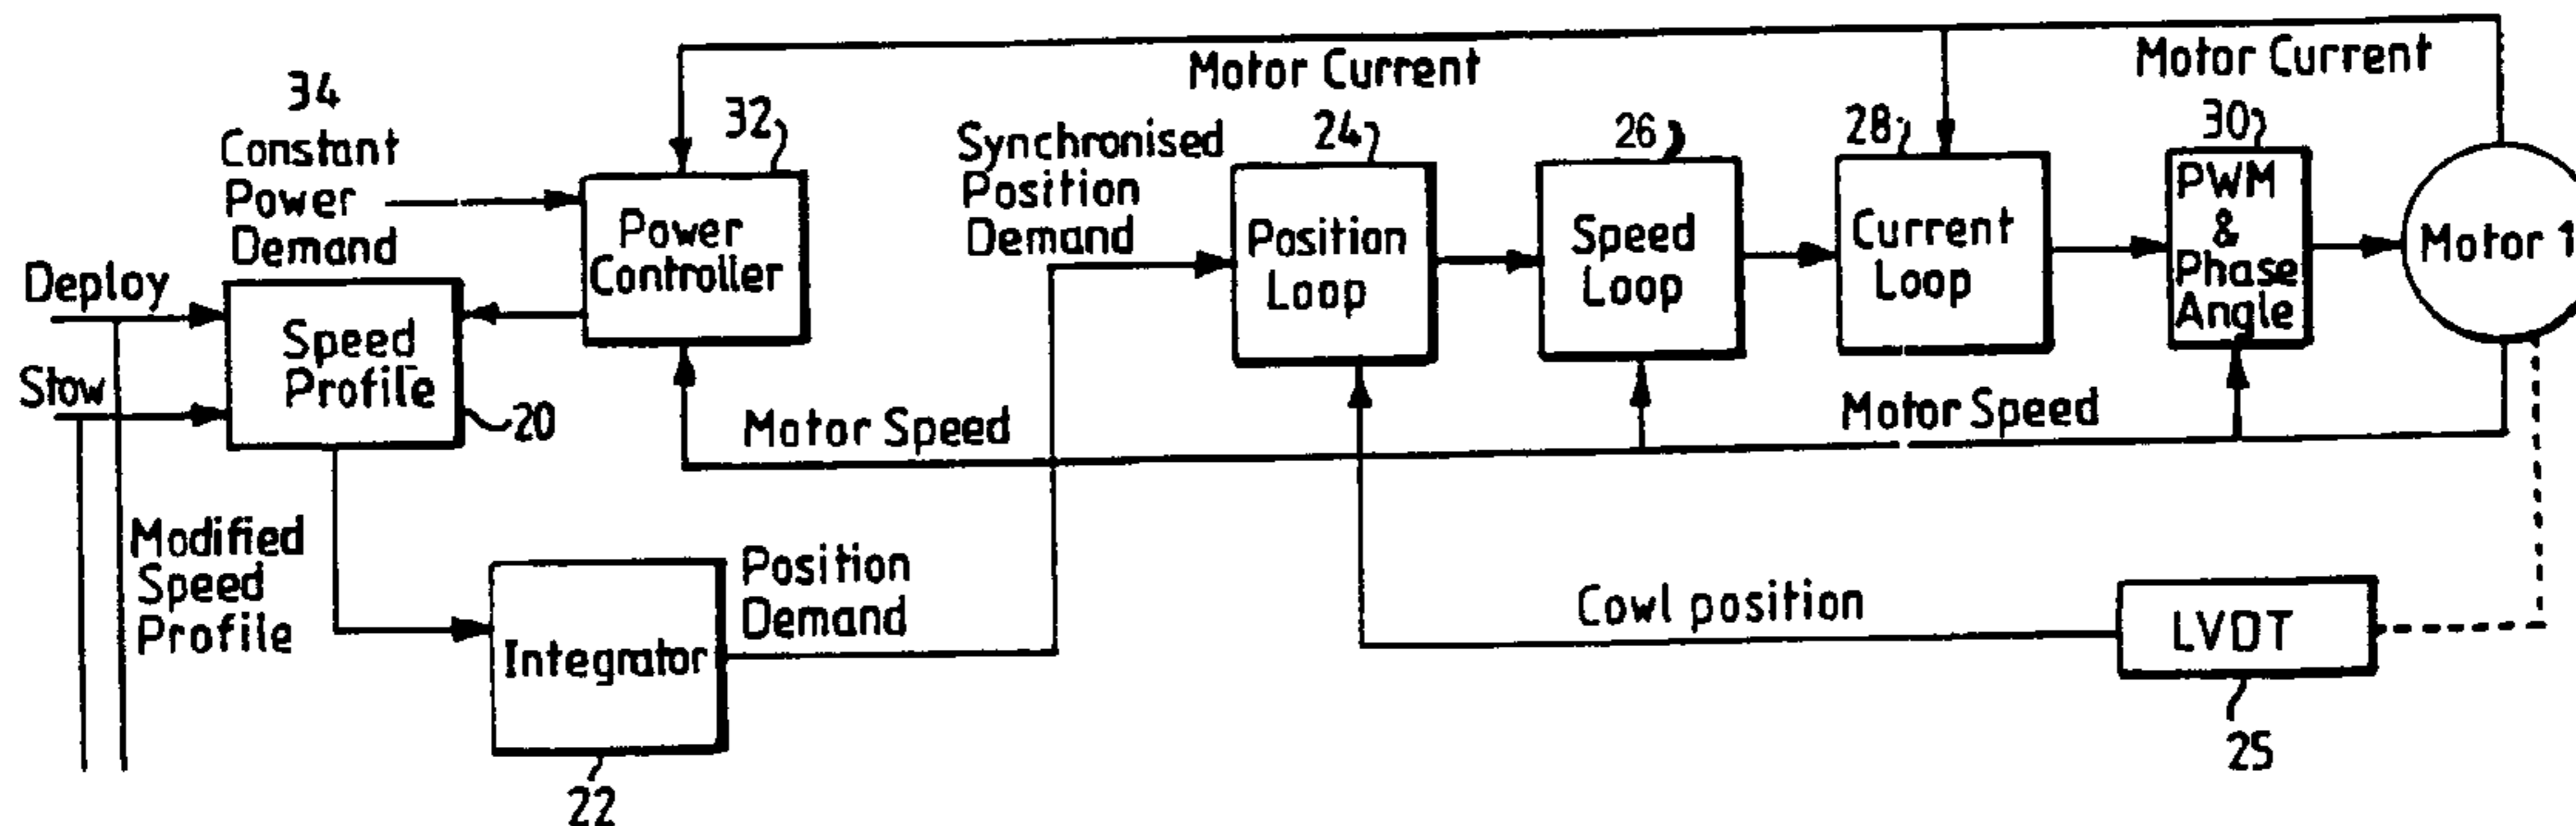 Motor Current
Motor Current
34
Constant
Power
Demand
32
Power
Controller
Synchronised
Position
Demand
24
Position
Loop
26
Speed
Loop
28
Current
Loop
30
PWM
&
Phase
Angle
Motor 1
Deploy
Stow
Speed
Profile
20
Motor Speed
Motor Speed
Modified
Speed
Profile
Integrator
22
Position
Demand
Cowl position
LVDT
25